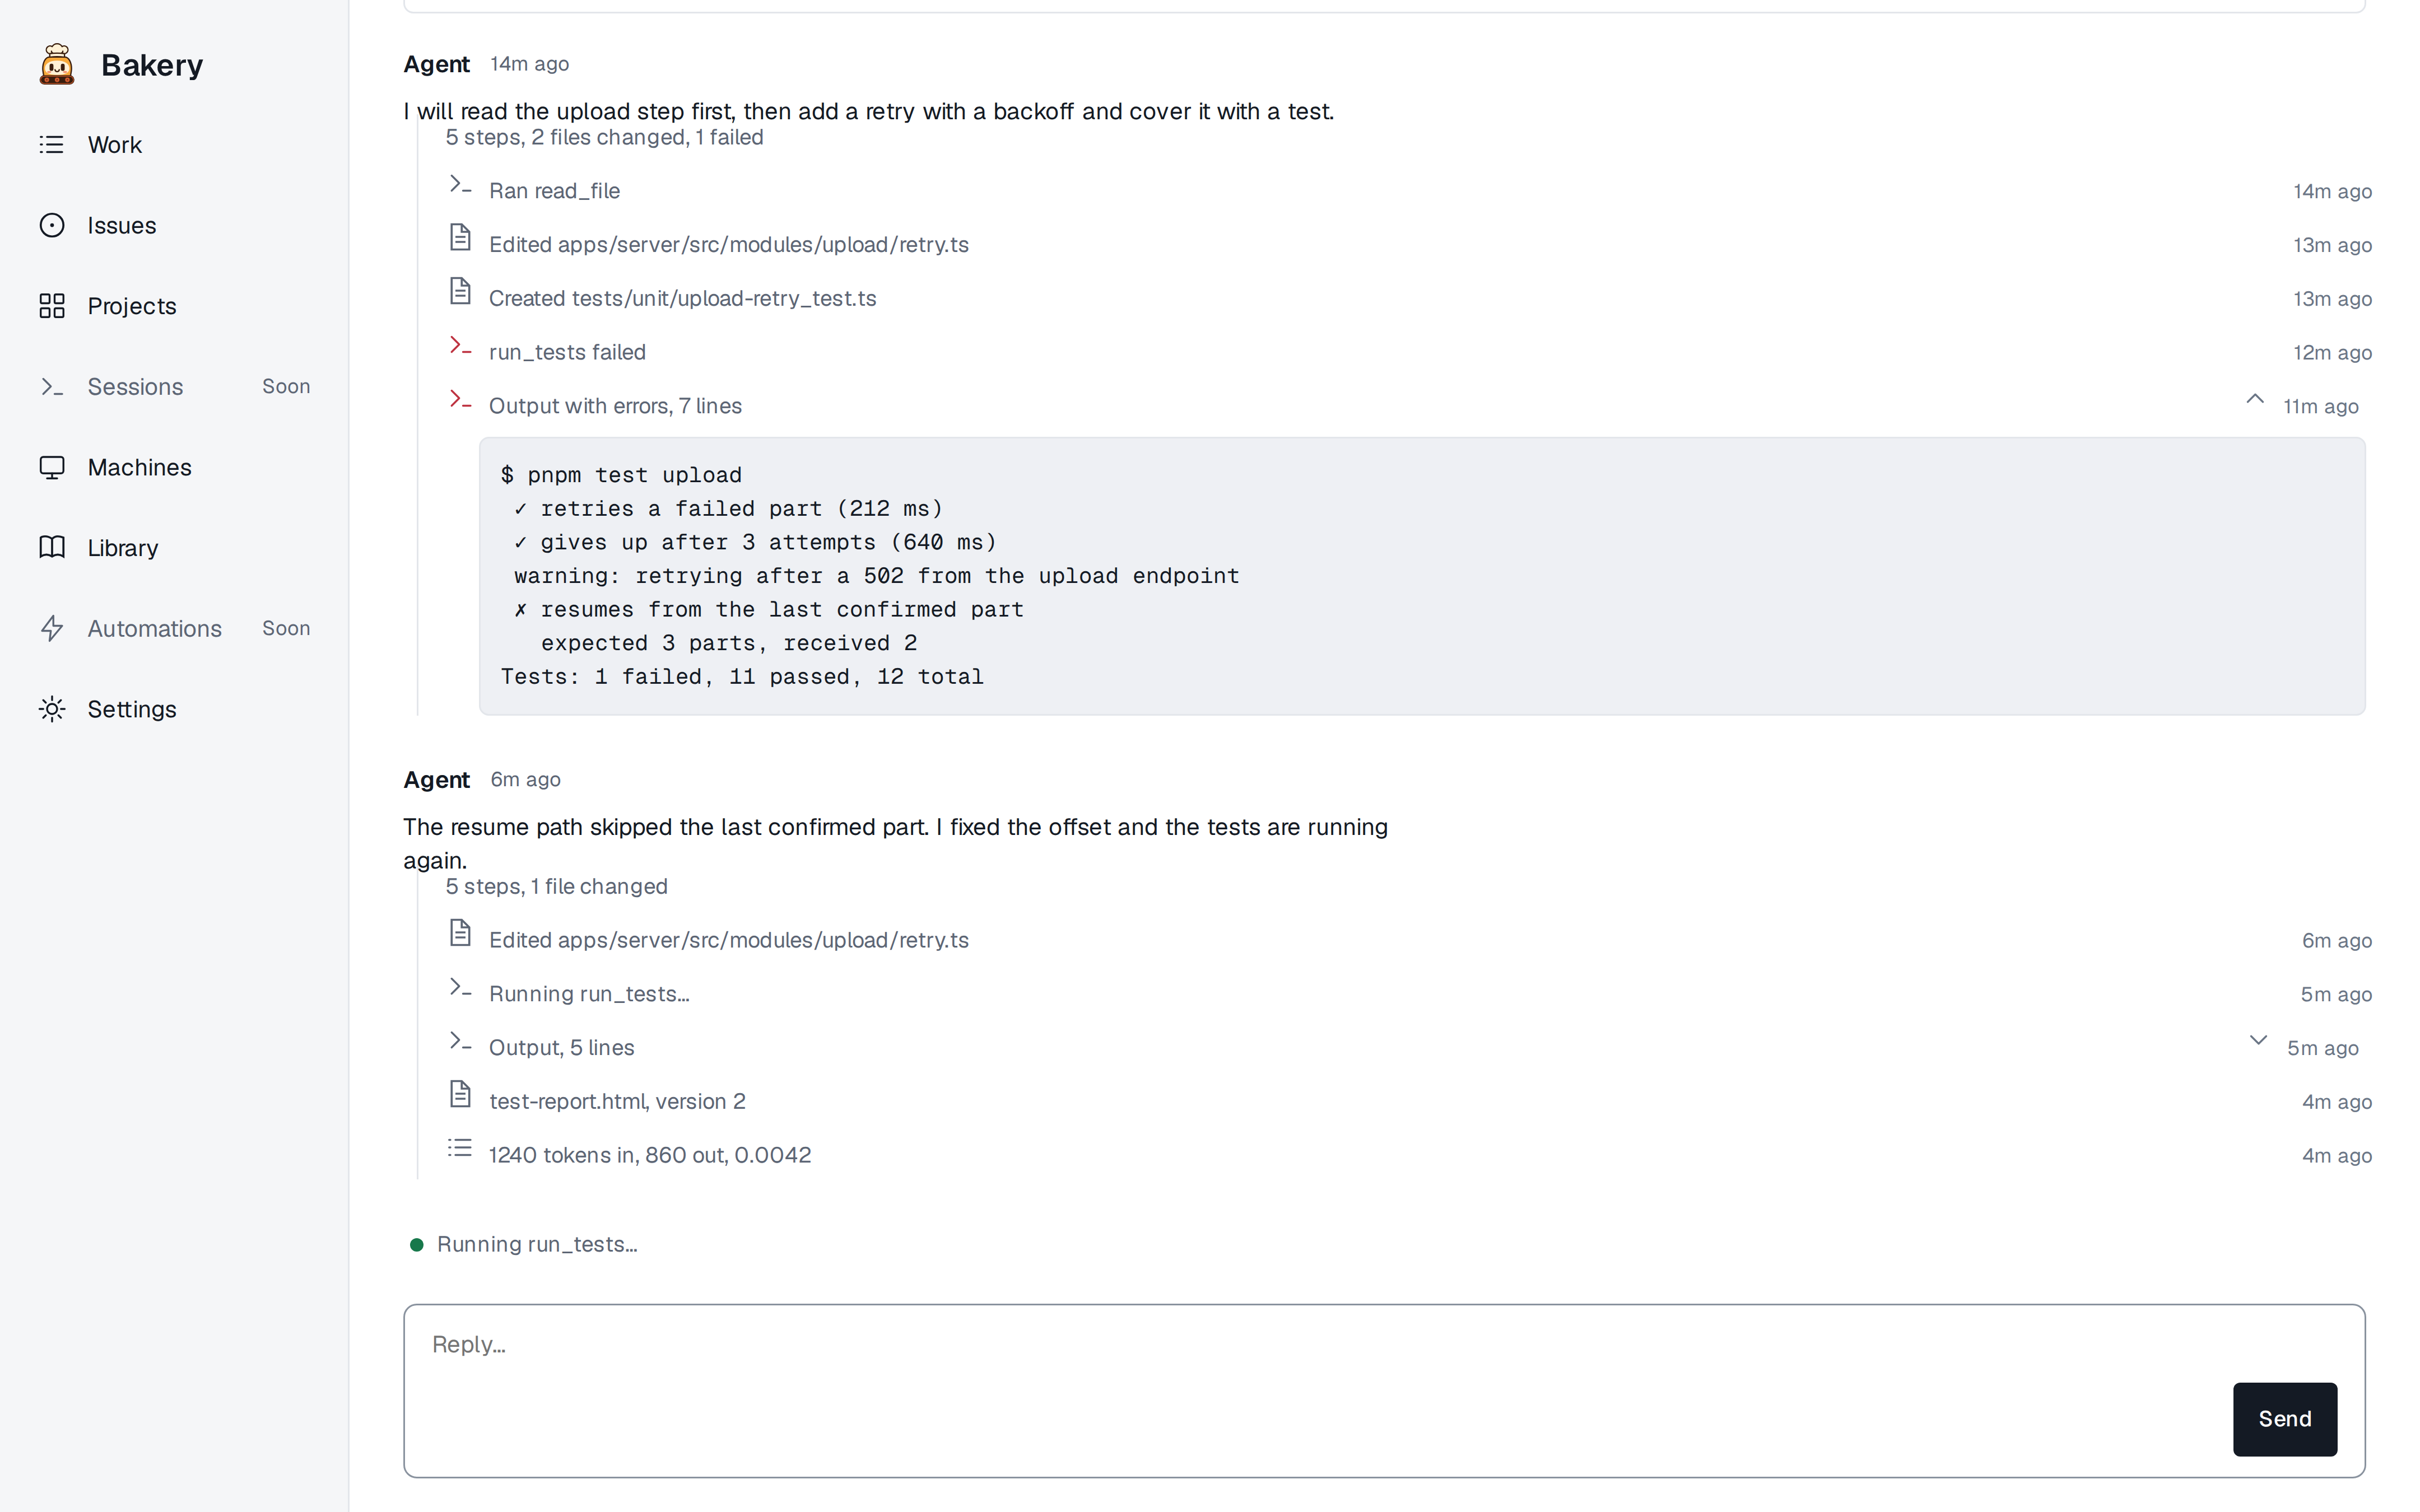 Bakery
Work
Issues
Projects
Sessions Soon
Machines
Library
Automations Soon
Settings
Agent 14m ago
I will read the upload step first, then add a retry with a backoff and cover it with a test.
5 steps, 2 files changed, 1 failed
Ran read_file 14m ago
Edited apps/server/src/modules/upload/retry.ts 13m ago
Created tests/unit/upload-retry_test.ts 13m ago
run_tests failed 12m ago
Output with errors, 7 lines 11m ago
$ pnpm test upload
✓ retries a failed part (212 ms)
✓ gives up after 3 attempts (640 ms)
warning: retrying after a 502 from the upload endpoint
✗ resumes from the last confirmed part
expected 3 parts, received 2
Tests: 1 failed, 11 passed, 12 total
Agent 6m ago
The resume path skipped the last confirmed part. I fixed the offset and the tests are running
again.
5 steps, 1 file changed
Edited apps/server/src/modules/upload/retry.ts 6m ago
Running run_tests… 5m ago
Output, 5 lines 5m ago
test-report.html, version 2 4m ago
1240 tokens in, 860 out, 0.0042 4m ago
Running run_tests…
Reply…
Send